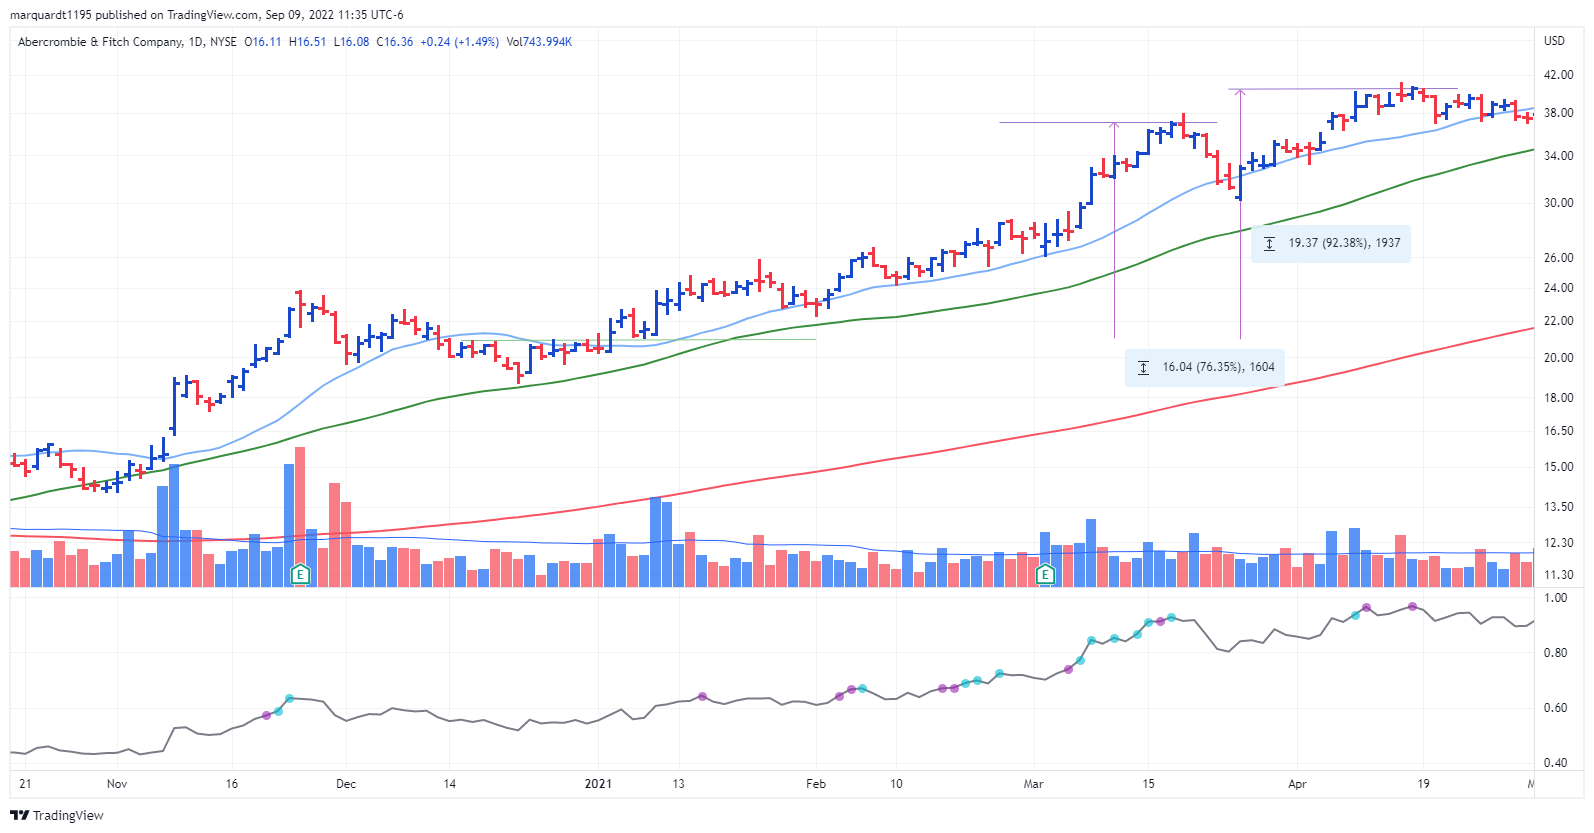 marquardt1195 published on TradingView.com, Sep 09, 2022 11:35 UTC-6
Abercrombie & Fitch Company, 1D, NYSE O16.11 H16.51 L16.08 C16.36 +0.24 (+1.49%) Vol743.994K
USD
42.00
38.00
34.00
30.00
19.37 (92.38%), 1937
26.00
24.00
22.00
20.00
16.04 (76.35%), 1604
18.00
16.50
15.00
13.50
12.30
11.30
E
E
1.00
0.80
0.60
0.40
21 Nov 16 Dec 14 2021 13 Feb 10 Mar 15 Apr 19
TradingView